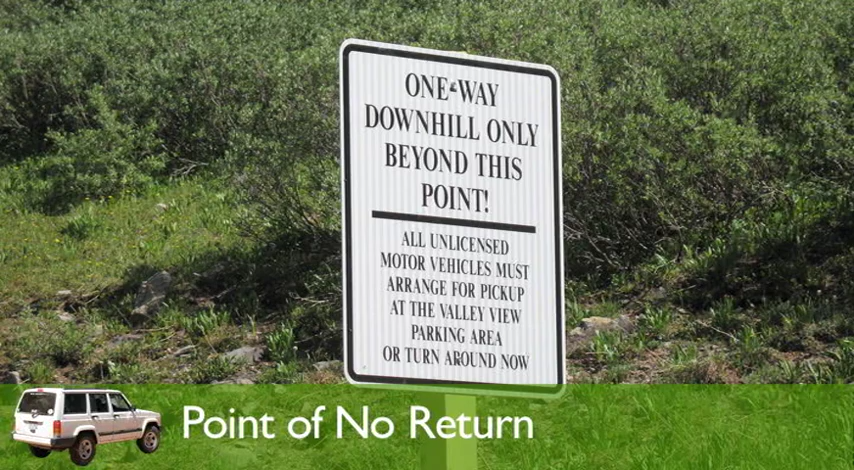 ONE-WAY
DOWNHILL ONLY
BEYOND THIS
POINT!
ALL UNLICENSED
MOTOR VEHICLES MUST
ARRANGE FOR PICKUP
AT THE VALLEY VIEW
PARKING AREA
OR TURN AROUND NOW
Point of No Return